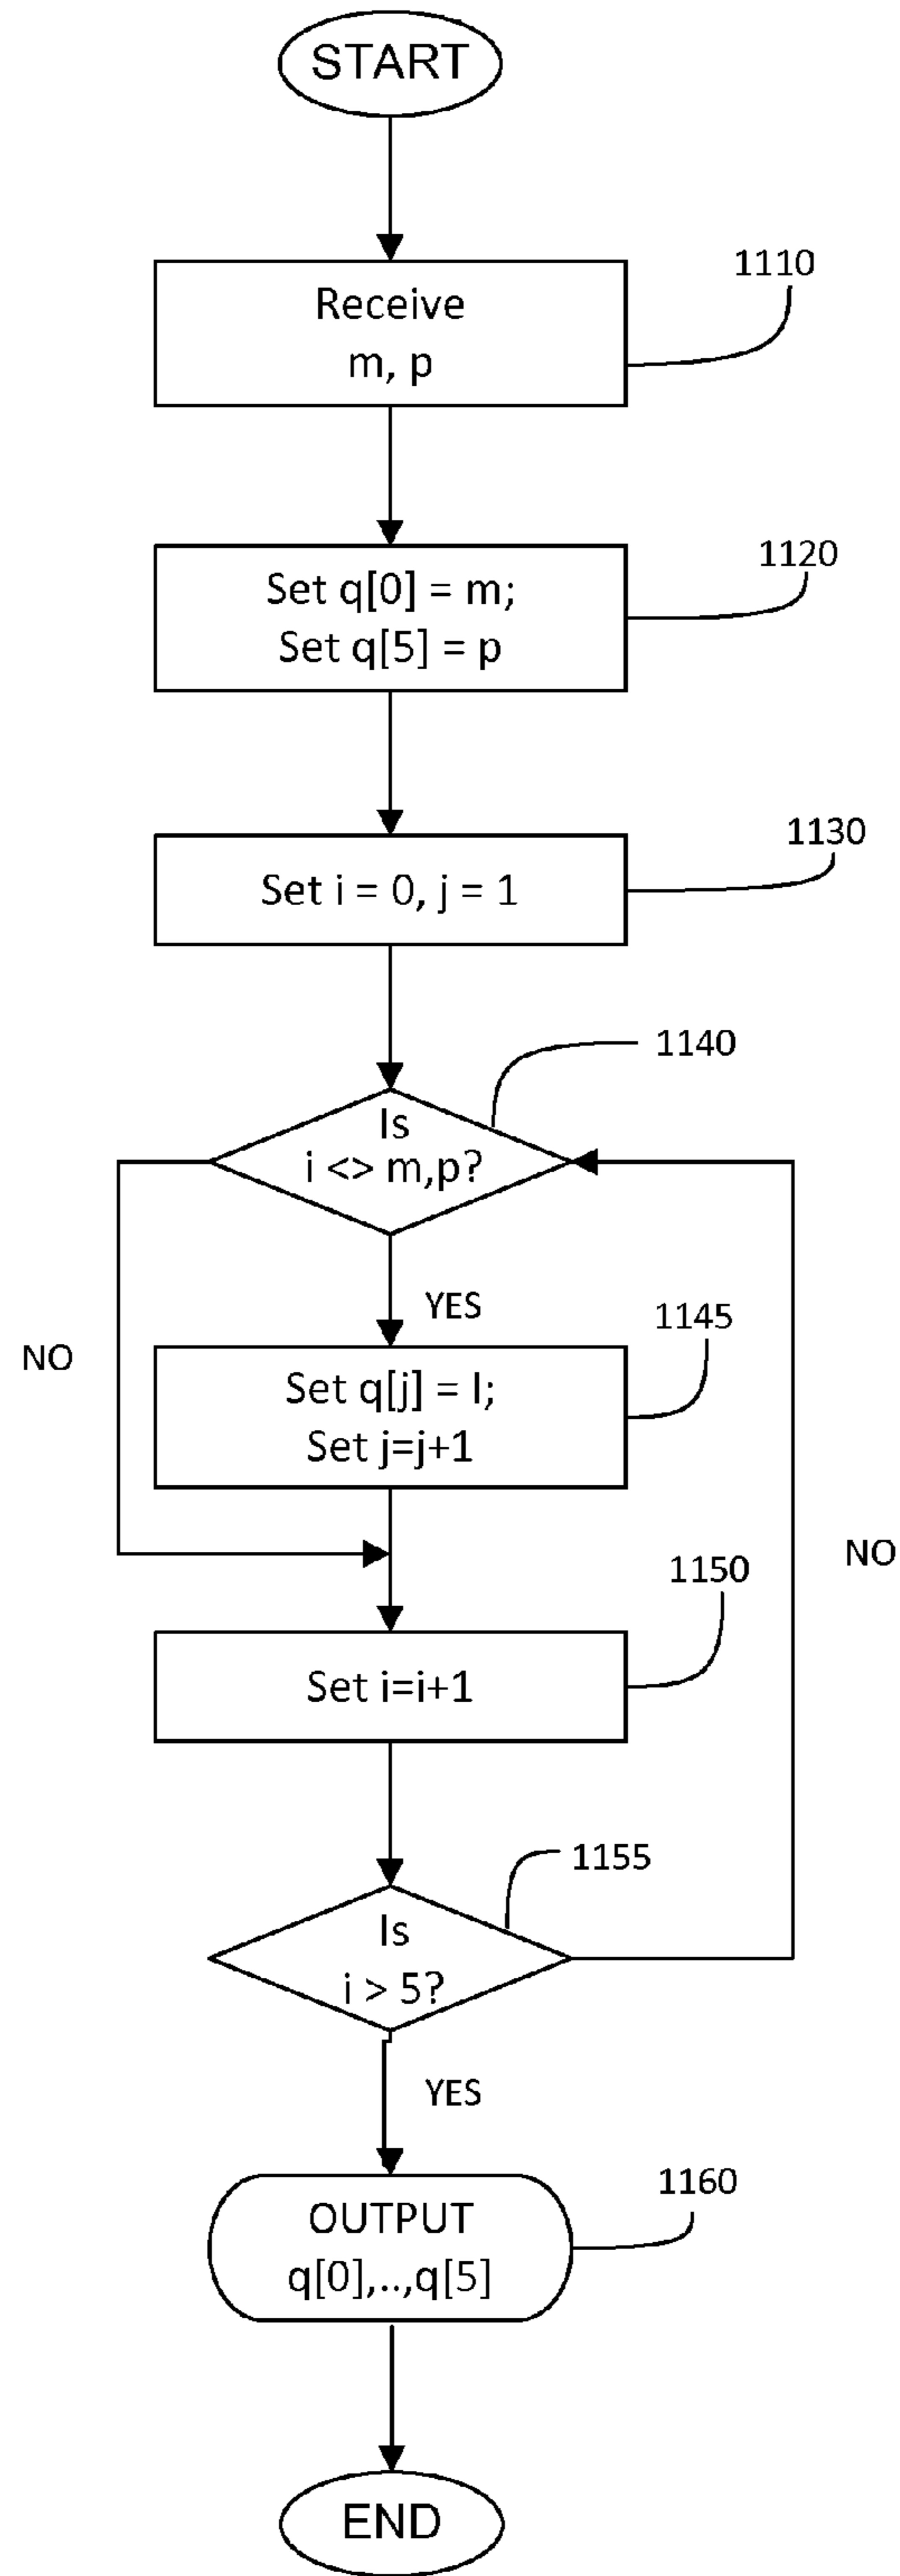 START
1110
Receive
m, p
1120
Set q[0] = m;
Set q[5] = p
1130
Set i = 0, j = 1
1140
Is
i <> m,p?
YES
1145
NO
Set q[j] = I;
Set j=j+1
NO
1150
Set i=i+1
1155
Is
i > 5?
YES
1160
OUTPUT
q[0],..,q[5]
END